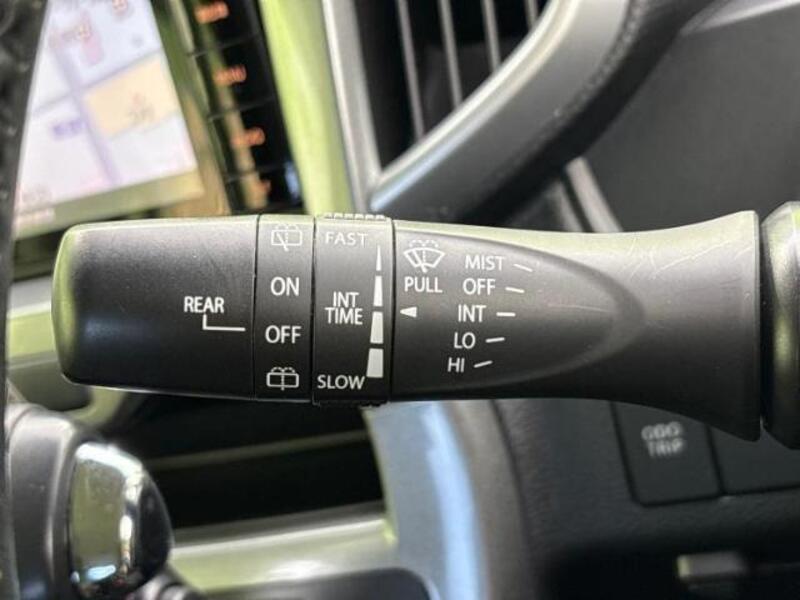 REAR
ON
OFF
FAST
INT
TIME
SLOW
PULL
MIST
OFF
INT
LO
HI
ODO
TRIP